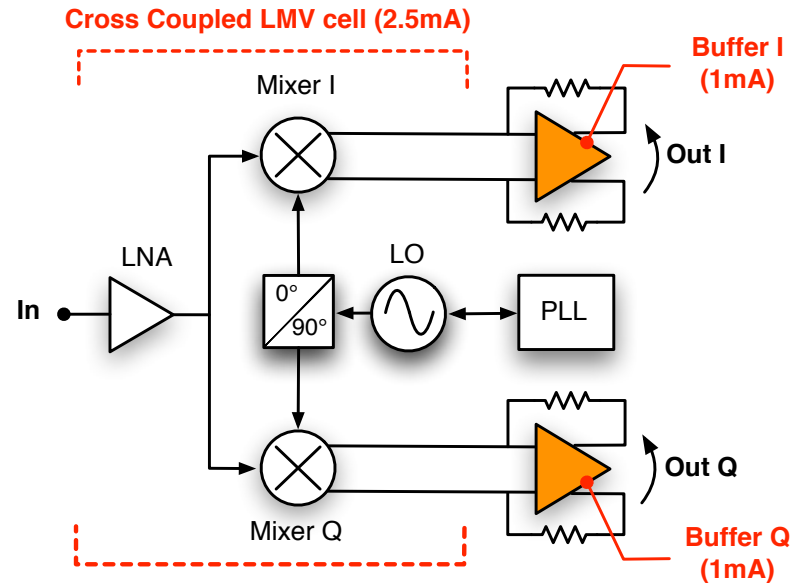 Cross Coupled LMV cell (2.5mA)
Buffer I
(1mA)
Mixer I
Out I
LNA
LO
In
0°
90°
PLL
Out Q
Mixer Q
Buffer Q
(1mA)